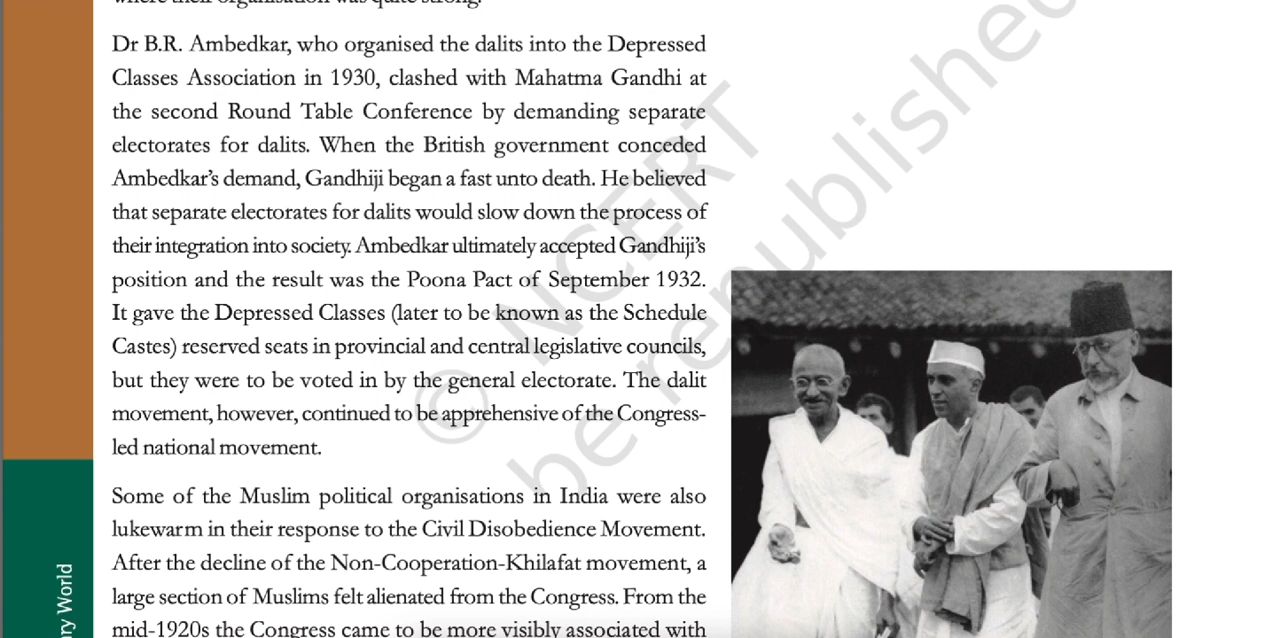 where their organisation was quite strong.
Dr B.R. Ambedkar, who organised the dalits into the Depressed
Classes Association in 1930, clashed with Mahatma Gandhi at
the second Round Table Conference by demanding separate
electorates for dalits. When the British government conceded
Ambedkar’s demand, Gandhiji began a fast unto death. He believed
that separate electorates for dalits would slow down the process of
their integration into society. Ambedkar ultimately accepted Gandhiji’s
position and the result was the Poona Pact of September 1932.
It gave the Depressed Classes (later to be known as the Schedule
Castes) reserved seats in provincial and central legislative councils,
but they were to be voted in by the general electorate. The dalit
movement, however, continued to be apprehensive of the Congress-
led national movement.
Some of the Muslim political organisations in India were also
lukewarm in their response to the Civil Disobedience Movement.
After the decline of the Non-Cooperation-Khilafat movement, a
large section of Muslims felt alienated from the Congress. From the
mid-1920s the Congress came to be more visibly associated with
© NCERT
be republished
ry World